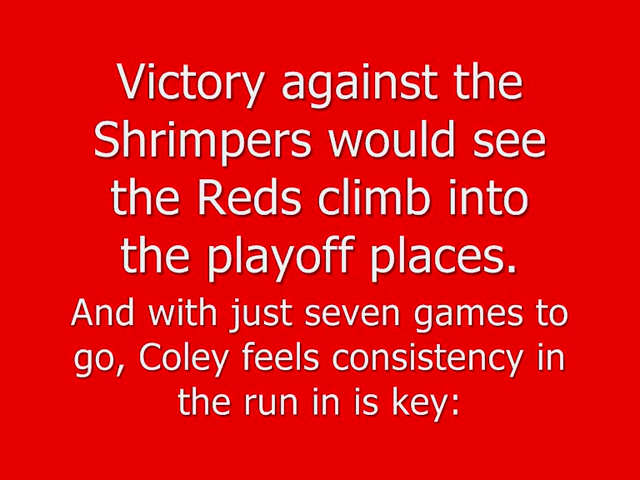 Victory against the
Shrimpers would see
the Reds climb into
the playoff places.
And with just seven games to
go, Coley feels consistency in
the run in is key: